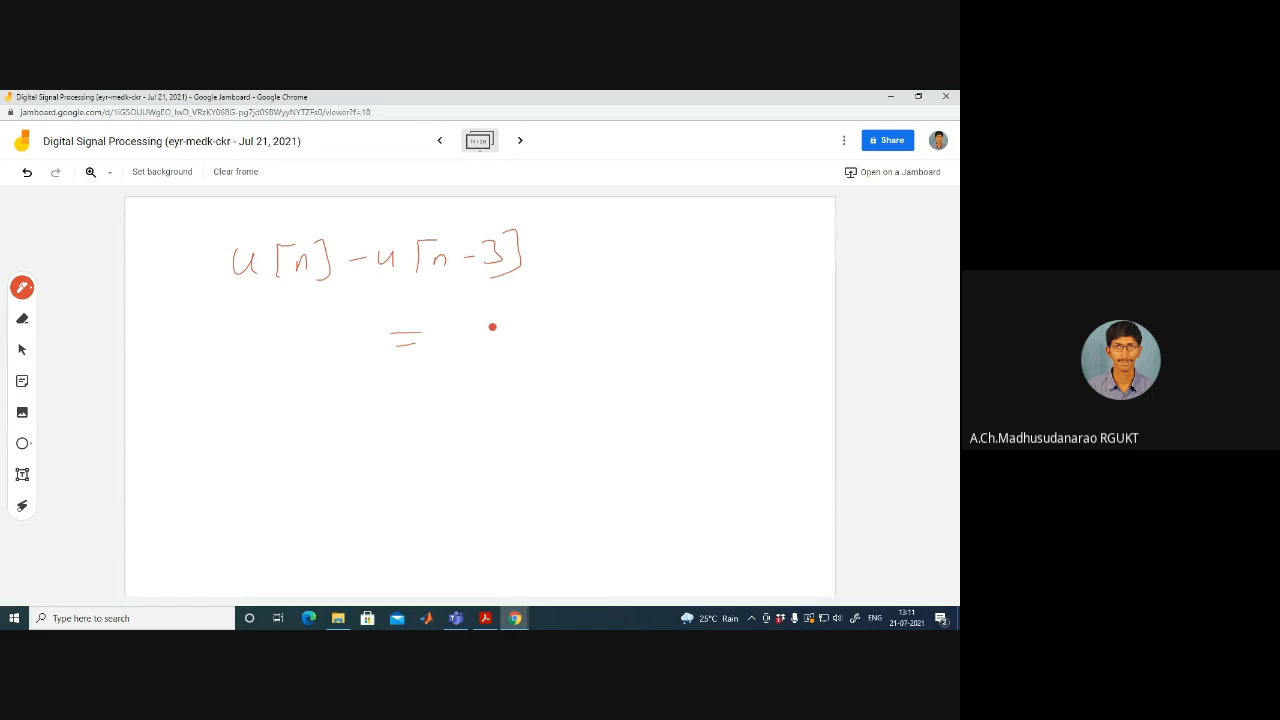 Digital Signal Processing (eyr-medk-ckr - Jul 21, 2021) - Google Jamboard - Google Chrome
Digital Signal Processing (eyr-medk-ckr - Jul 21, 2021)
19 / 20
Share
Set background
Clear frame
Open on a Jamboard
u[n] - u[n-3]
=
A.Ch.Madhusudanarao RGUKT
Type here to search
25°C Rain
ENG
13:11
21-07-2021